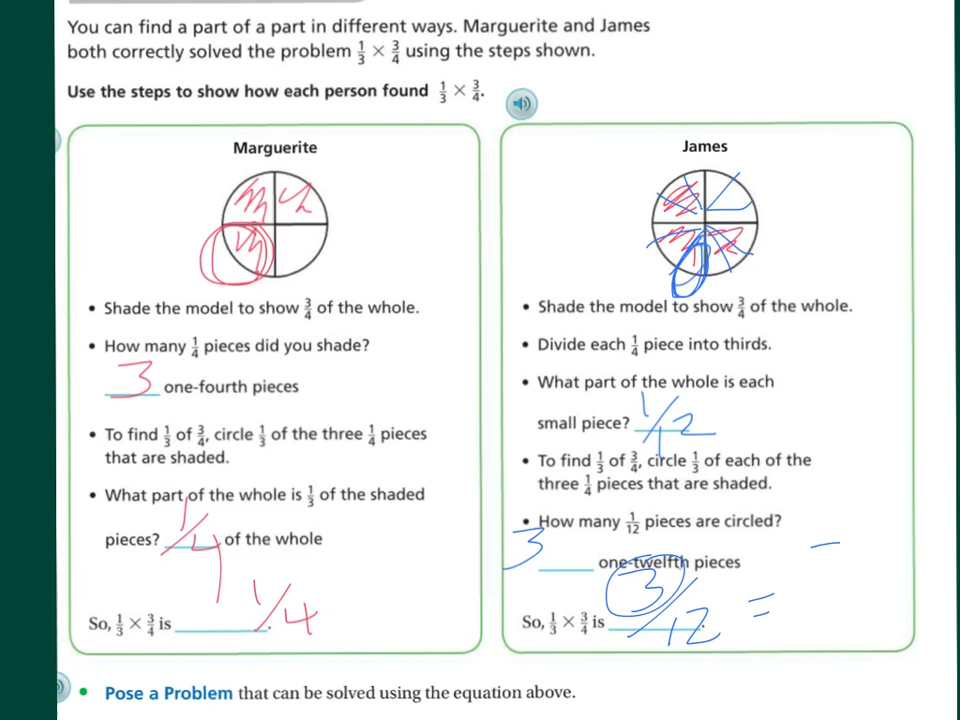 You can find a part of a part in different ways. Marguerite and James
both correctly solved the problem 1/3 × 3/4 using the steps shown.
Use the steps to show how each person found 1/3 × 3/4.
Marguerite
• Shade the model to show 3/4 of the whole.
• How many 1/4 pieces did you shade?
3 one-fourth pieces
• To find 1/3 of 3/4, circle 1/3 of the three 1/4 pieces
that are shaded.
• What part of the whole is 1/3 of the shaded
pieces? 1/4 of the whole
So, 1/3 × 3/4 is 1/4.
James
• Shade the model to show 3/4 of the whole.
• Divide each 1/4 piece into thirds.
• What part of the whole is each
small piece? 1/12
• To find 1/3 of 3/4, circle 1/3 of each of the
three 1/4 pieces that are shaded.
• How many 1/12 pieces are circled?
3 one-twelfth pieces
So, 1/3 × 3/4 is 3/12. =
• Pose a Problem that can be solved using the equation above.